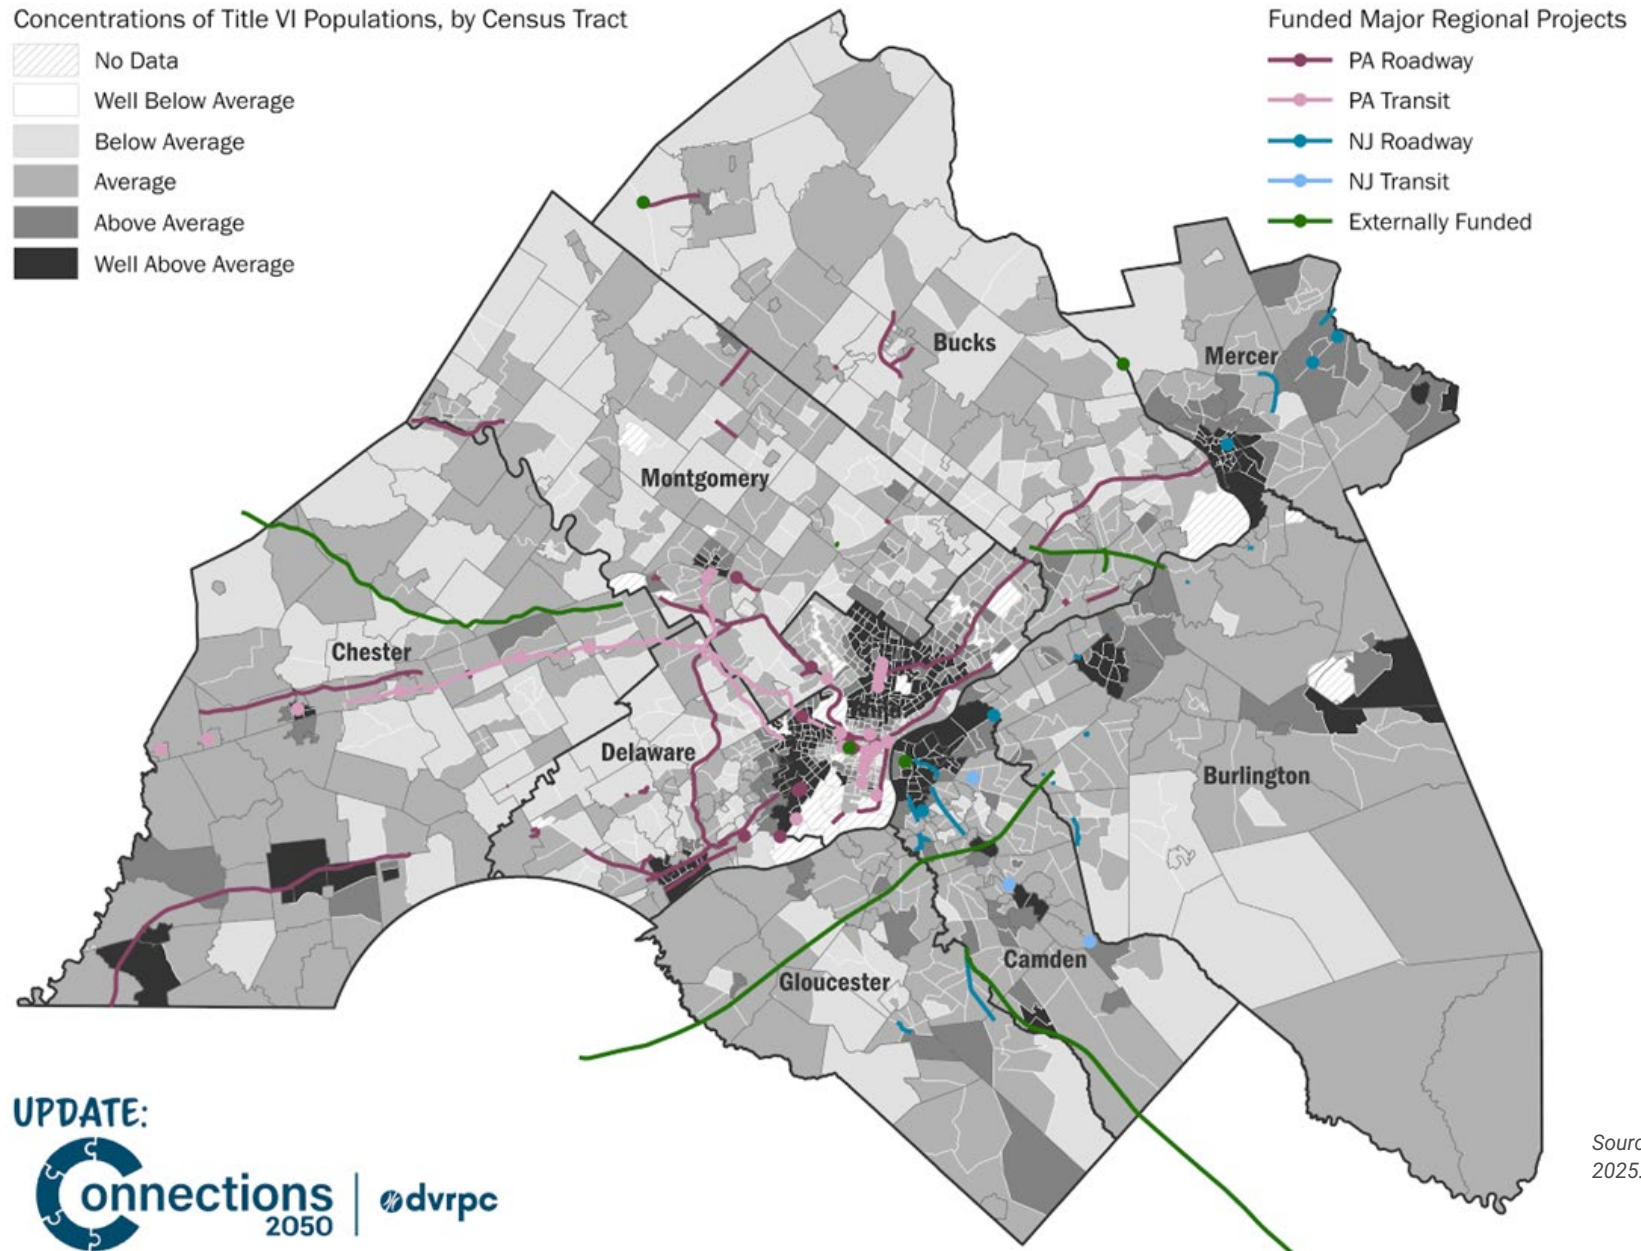 Concentrations of Title VI Populations, by Census Tract
No Data
Well Below Average
Below Average
Average
Above Average
Well Above Average
Funded Major Regional Projects
PA Roadway
PA Transit
NJ Roadway
NJ Transit
Externally Funded
Bucks
Mercer
Montgomery
Chester
Delaware
Burlington
Gloucester
Camden
UPDATE:
Connections
2050
dvrpc
Sourc
2025.